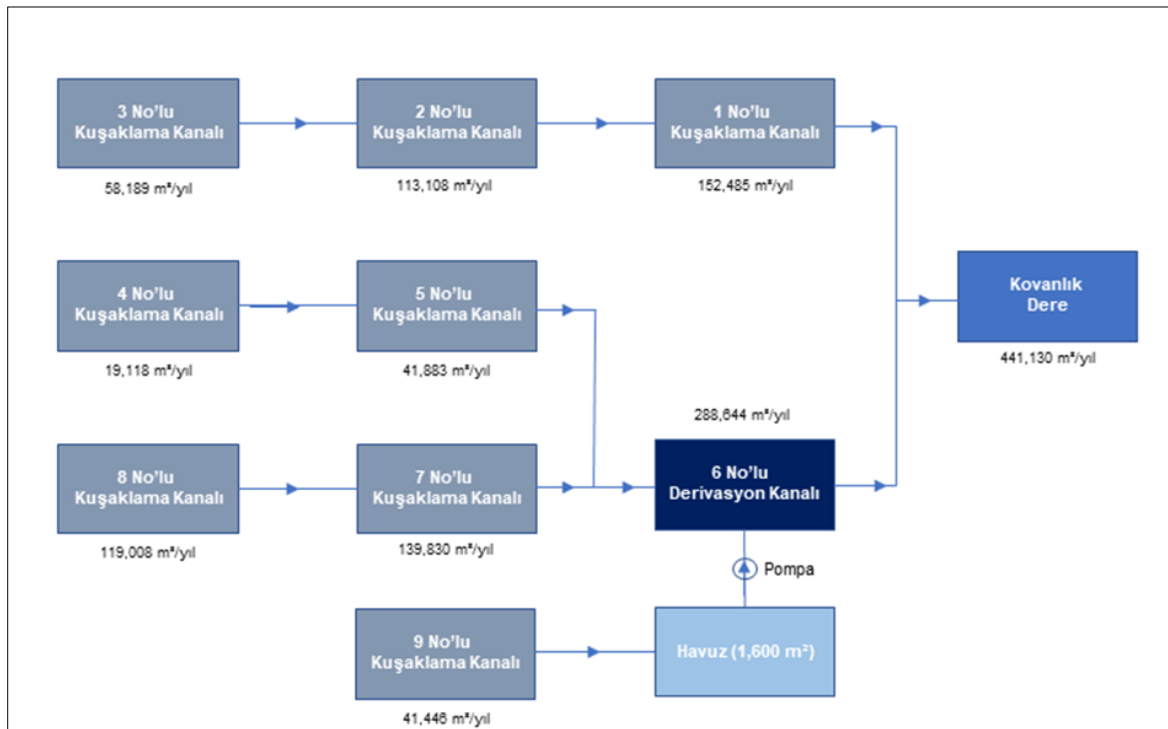 3 No'lu
Kuşaklama Kanalı
58,189 m³/yıl
2 No'lu
Kuşaklama Kanalı
113,108 m³/yıl
1 No'lu
Kuşaklama Kanalı
152,485 m³/yıl
4 No'lu
Kuşaklama Kanalı
19,118 m³/yıl
5 No'lu
Kuşaklama Kanalı
41,883 m³/yıl
Kovanlık
Dere
441,130 m³/yıl
8 No'lu
Kuşaklama Kanalı
119,008 m³/yıl
7 No'lu
Kuşaklama Kanalı
139,830 m³/yıl
288,644 m³/yıl
6 No'lu
Derivasyon Kanalı
Pompa
9 No'lu
Kuşaklama Kanalı
41,446 m³/yıl
Havuz (1,600 m²)